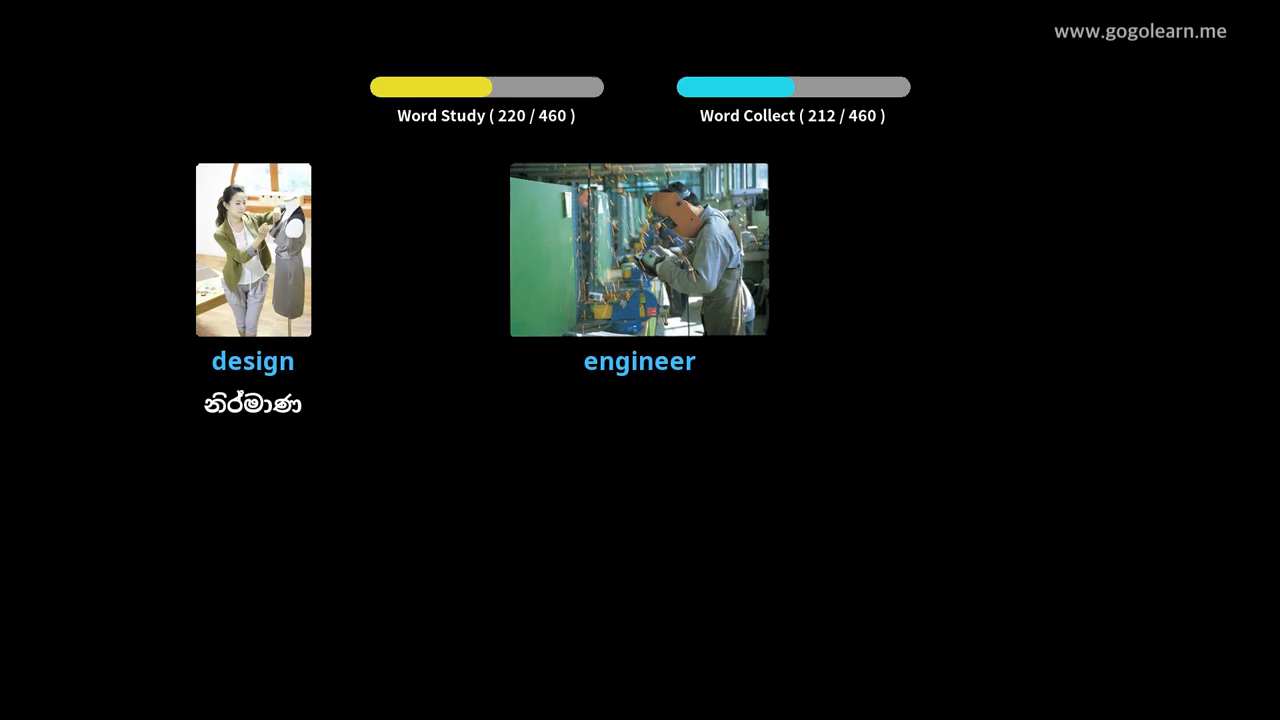 www.gogolearn.me
Word Study ( 220 / 460 )
Word Collect ( 212 / 460 )
design
engineer
නිර්මාණ